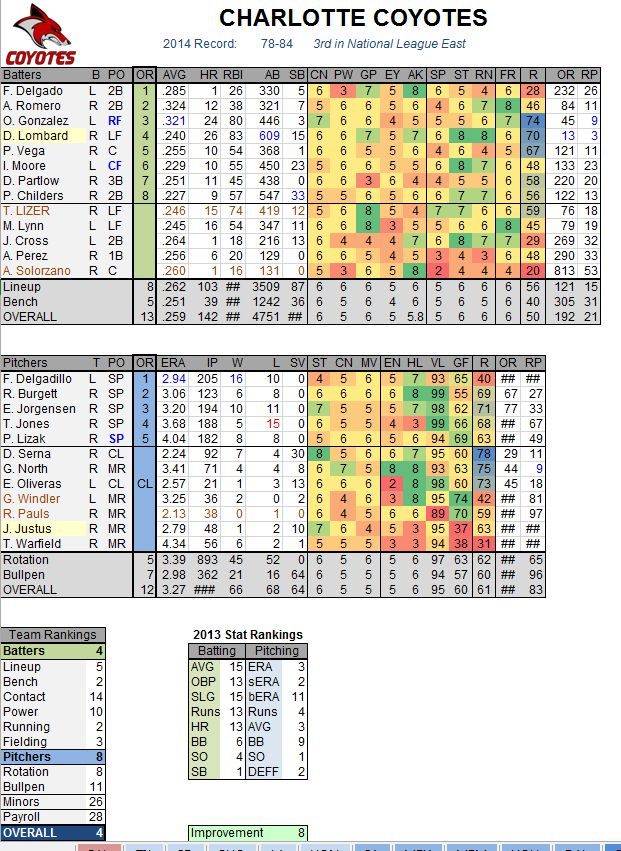 COYOTES
CHARLOTTE COYOTES
2014 Record: 78-84 3rd in National League East
Batters B PO OR AVG HR RBI AB SB CN PW GP EY AK SP ST RN FR R OR RP
F. Delgado L 2B 1 .285 1 26 330 5 6 3 7 5 8 6 5 4 6 28 232 26
A. Romero R 2B 2 .324 12 38 381 2 5 6 6 6 7 4 5 6 8 46 84 11
O. Gonzalez L RF 3 .321 24 80 446 3 7 6 6 4 5 5 5 5 6 74 45 9
D. Lombard R LF 4 .240 26 83 609 15 5 6 6 7 5 6 8 8 6 70 13 3
P. Vega R C 5 .255 10 54 368 1 6 6 5 5 6 4 4 5 6 67 121 11
I. Moore L CF 6 .229 10 55 450 23 5 6 5 6 5 6 8 7 6 48 133 23
D. Partlow R 3B 7 .251 11 45 438 0 6 6 3 6 4 4 5 5 6 58 220 20
P. Childers R 2B 8 .227 9 57 547 33 5 6 6 6 6 7 7 7 6 56 122 13
T. LIZER R LF .246 15 74 419 12 5 4 8 5 4 7 7 6 6 59 76 18
M. Lynn R LF .245 16 54 347 11 6 6 8 3 5 5 5 5 8 45 79 19
J. Cross L 2B .264 1 18 216 13 6 4 4 4 7 7 6 7 7 29 269 32
A. Perez R 1B .256 6 20 129 0 6 6 5 4 5 5 4 3 6 48 77 23
A. Solorzano R C .260 1 16 131 0 5 3 6 5 8 2 4 4 4 20 813 53
Lineup 8 .262 103 ## 3509 87 6 6 5 6 5 5 6 6 6 56 121 15
Bench 5 .251 39 ## 1242 36 6 5 6 4 6 5 5 5 6 40 305 31
OVERALL 13 .259 142 ## 4751 ## 6 5 6 5 5.8 5 6 5 6 50 192 21
Pitchers T PO OR ERA IP W L SV ST CN MV EN HL VL GF R OR RP
F. Delgadillo L SP 1 2.94 205 16 10 0 4 5 6 7 5 93 65 40 ## ##
R. Burgett R SP 2 3.06 123 6 8 0 6 6 5 6 8 99 55 69 67 27
E. Jorgensen R SP 3 3.20 194 10 11 0 7 5 5 7 5 98 62 71 77 33
T. Jones R SP 4 3.68 188 5 15 0 6 5 5 4 3 99 66 68 ## 67
P. Lizak R SP 5 4.04 182 8 8 0 5 6 6 5 4 94 69 63 ## 49
D. Serna R CL 2.24 92 7 4 30 8 5 6 5 6 95 60 78 29 11
G. North R MR 3.41 71 4 4 8 6 7 5 8 8 93 63 75 44 9
E. Oliveras L CL CL 2.57 21 1 3 13 6 6 6 2 8 98 60 73 45 18
G. Windler L MR 3.25 36 2 0 2 6 4 6 3 8 95 74 42 ## 81
R. Pauls R MR 2.13 38 0 1 0 6 4 5 6 6 89 70 59 ## 97
J. Justus R MR 2.79 48 1 2 10 7 6 4 5 3 95 37 63 ## ##
T. Warfield R MR 4.34 56 6 2 1 5 5 5 3 3 94 38 31 ## ##
Rotation 5 3.39 893 45 52 0 6 5 5 6 5 97 63 62 ## 65
Bullpen 7 2.98 362 21 16 64 6 5 5 5 6 94 57 60 ## 96
OVERALL 12 3.27 ### 66 68 64 6 5 5 5 6 95 60 61 ## 83
Team Rankings
Batters 4
Lineup 5
Bench 2
Contact 14
Power 10
Running 2
Fielding 3
Pitchers 8
Rotation 8
Bullpen 11
Minors 26
Payroll 28
OVERALL 4
2013 Stat Rankings
Batting Pitching
AVG 15 ERA 3
OBP 13 sERA 2
SLG 15 bERA 11
Runs 13 Runs 4
HR 13 AVG 3
BB 6 BB 9
SO 4 SO 1
SB 1 DEFF 2
Improvement 8